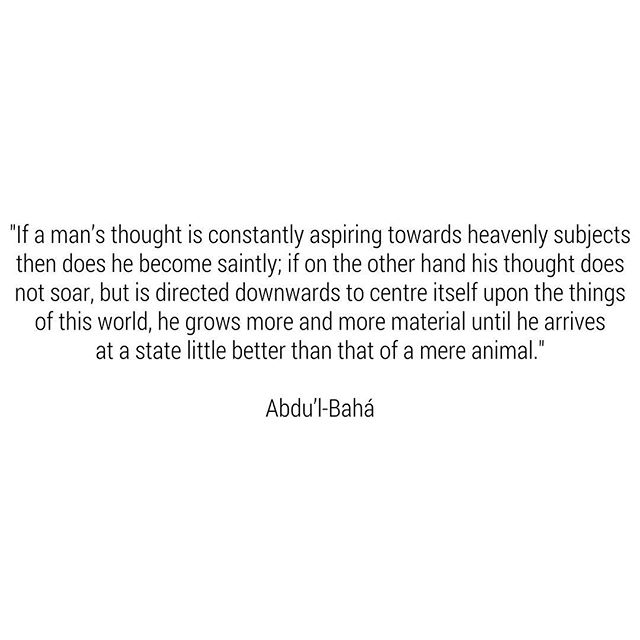 "If a man’s thought is constantly aspiring towards heavenly subjects
then does he become saintly; if on the other hand his thought does
not soar, but is directed downwards to centre itself upon the things
of this world, he grows more and more material until he arrives
at a state little better than that of a mere animal."
Abdu’l-Bahá